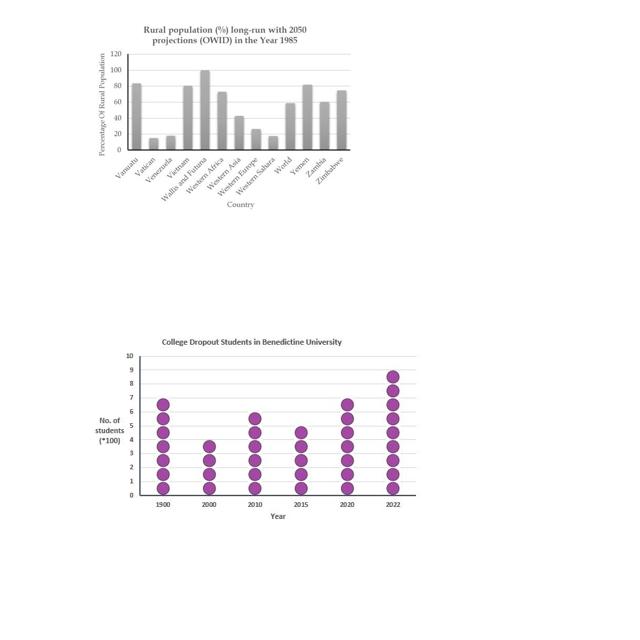 Rural population (%) long-run with 2050
projections (OWID) in the Year 1985
Percentage Of Rural Population
120
100
80
60
40
20
0
Vanuatu
Vatican
Venezuela
Vietnam
Wallis and Futuna
Western Africa
Western Asia
Western Europe
Western Sahara
World
Yemen
Zambia
Zimbabwe
Country
College Dropout Students in Benedictine University
No. of
students
(*100)
10
9
8
7
6
5
4
3
2
1
0
1900 2000 2010 2015 2020 2022
Year